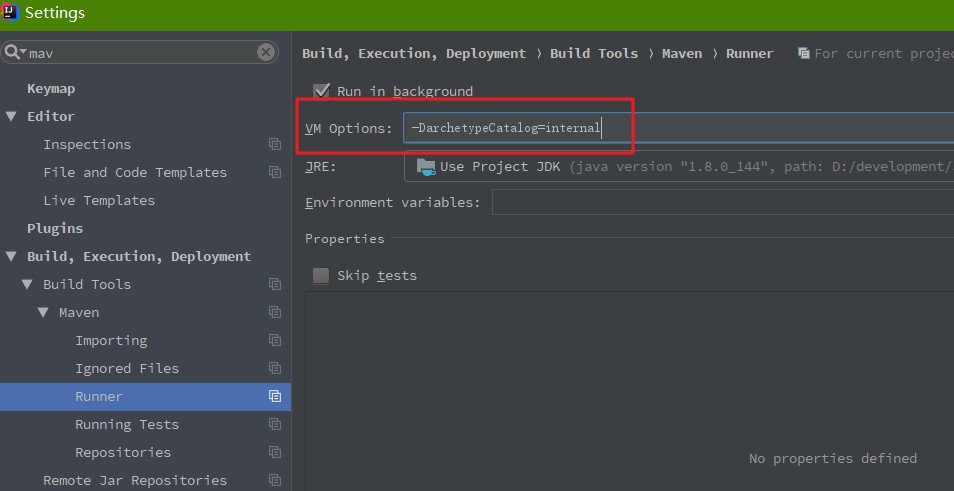 Settings
mav
Keymap
Editor
Inspections
File and Code Templates
Live Templates
Plugins
Build, Execution, Deployment
Build Tools
Maven
Importing
Ignored Files
Runner
Running Tests
Repositories
Remote Jar Repositories
Build, Execution, Deployment › Build Tools › Maven › Runner For current projec
Run in background
VM Options: -DarchetypeCatalog=internal
JRE: Use Project JDK (java version "1.8.0_144", path: D:/development/
Environment variables:
Properties
Skip tests
No properties defined